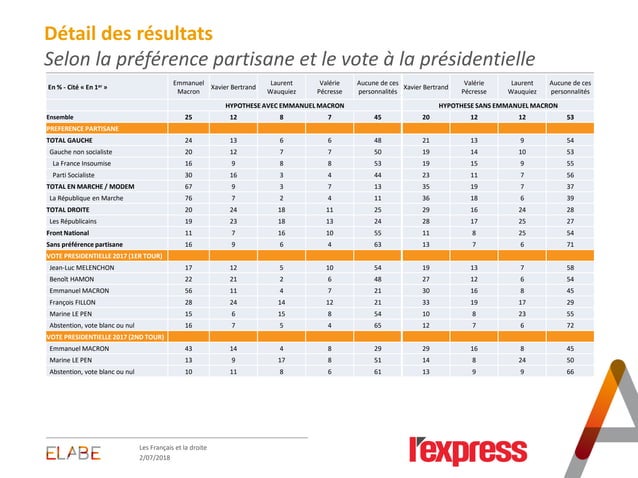 Détail des résultats
Selon la préférence partisane et le vote à la présidentielle
En % - Cité « En 1er » Emmanuel Macron Xavier Bertrand Laurent Wauquiez Valérie Pécresse Aucune de ces personnalités Xavier Bertrand Valérie Pécresse Laurent Wauquiez Aucune de ces personnalités
HYPOTHESE AVEC EMMANUEL MACRON HYPOTHESE SANS EMMANUEL MACRON
Ensemble 25 12 8 7 45 20 12 12 53
PREFERENCE PARTISANE
TOTAL GAUCHE 24 13 6 6 48 21 13 9 54
Gauche non socialiste 20 12 7 7 50 19 14 10 53
La France Insoumise 16 9 8 8 53 19 15 9 55
Parti Socialiste 30 16 3 4 44 23 11 7 56
TOTAL EN MARCHE / MODEM 67 9 3 7 13 35 19 7 37
La République en Marche 76 7 2 4 11 36 18 6 39
TOTAL DROITE 20 24 18 11 25 29 16 24 28
Les Républicains 19 23 18 13 24 28 17 25 27
Front National 11 7 16 10 55 11 8 25 54
Sans préférence partisane 16 9 6 4 63 13 7 6 71
VOTE PRESIDENTIELLE 2017 (1ER TOUR)
Jean-Luc MELENCHON 17 12 5 10 54 19 13 7 58
Benoît HAMON 22 21 2 6 48 27 12 6 54
Emmanuel MACRON 56 11 4 7 21 30 16 8 45
François FILLON 28 24 14 12 21 33 19 17 29
Marine LE PEN 15 6 15 8 54 10 8 23 55
Abstention, vote blanc ou nul 16 7 5 4 65 12 7 6 72
VOTE PRESIDENTIELLE 2017 (2ND TOUR)
Emmanuel MACRON 43 14 4 8 29 29 16 8 45
Marine LE PEN 13 9 17 8 51 14 8 24 50
Abstention, vote blanc ou nul 10 11 8 6 61 13 9 9 66
ELABE
Les Français et la droite
2/07/2018
l'express